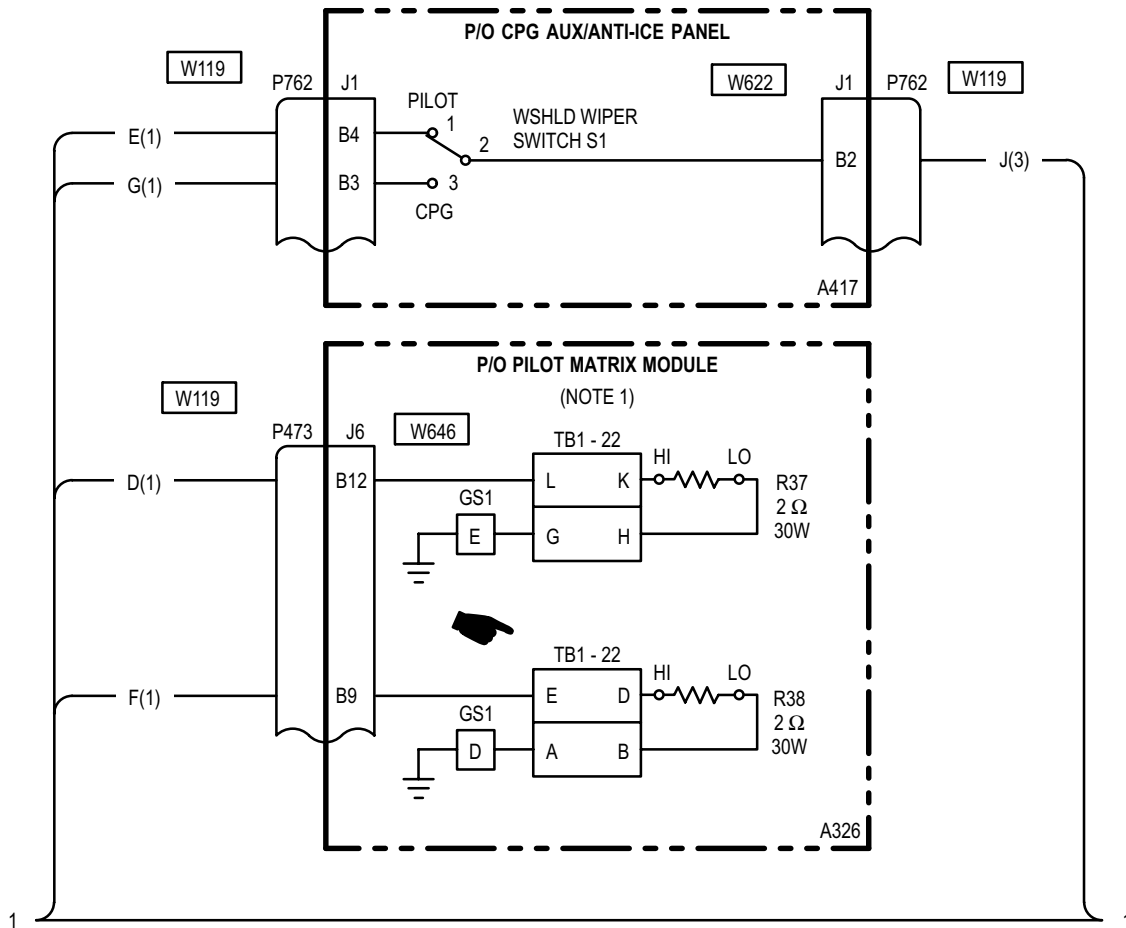 P/O CPG AUX/ANTI-ICE PANEL
W119
W622
W119
P762 J1
J1 P762
PILOT
1
WSHLD WIPER
SWITCH S1
E(1)
B4
2
B2
J(3)
G(1)
B3
3
CPG
A417
P/O PILOT MATRIX MODULE
(NOTE 1)
W119
P473 J6
W646
TB1 - 22
HI LO
D(1)
B12
L K
R37
2 Ω
30W
GS1
E
G H
TB1 - 22
HI LO
F(1)
B9
E D
R38
2 Ω
30W
GS1
D
A B
A326
1